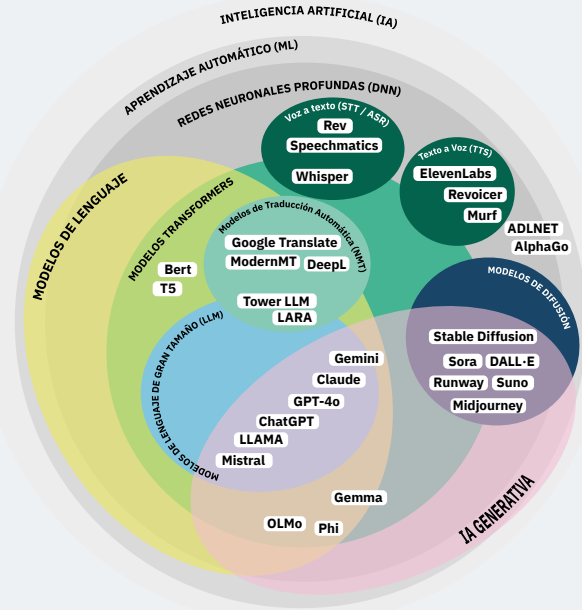 INTELIGENCIA ARTIFICIAL (IA)
APRENDIZAJE AUTOMÁTICO (ML)
REDES NEURONALES PROFUNDAS (DNN)
Voz a texto (STT / ASR)
Rev
Speechmatics
Whisper
Texto a Voz (TTS)
ElevenLabs
Revoicer
Murf
ADLNET
AlphaGo
MODELOS DE LENGUAJE
MODELOS TRANSFORMERS
Bert
T5
Modelos de Traducción Automática (NMT)
Google Translate
ModernMT
DeepL
Tower LLM
LARA
MODELOS DE LENGUAJE DE GRAN TAMAÑO (LLM)
Gemini
Claude
GPT-4o
ChatGPT
LLAMA
Mistral
MODELOS DE DIFUSIÓN
Stable Diffusion
Sora
DALL·E
Runway
Suno
Midjourney
Gemma
OLMo
Phi
IA GENERATIVA